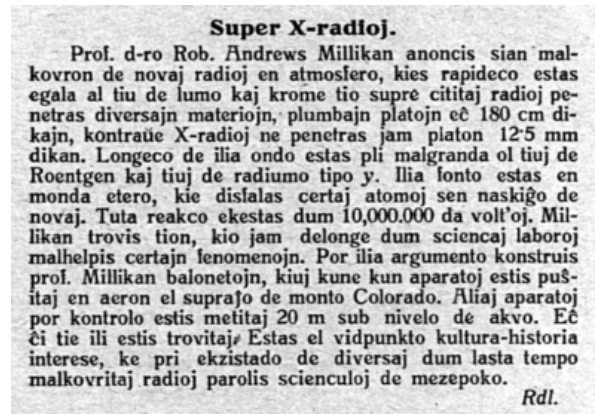 Super X-radioj.
Prof. d-ro Rob. Andrews Millikan anoncis sian mal-
kovron de novaj radioj en atmosfero, kies rapideco estas
egala al tiu de lumo kaj krome tio supre cititaj radioj pe-
netras diversajn materiojn, plumbajn platojn eĉ 180 cm di-
kajn, kontraŭe X-radioj ne penetras jam platon 12·5 mm
dikan. Longeco de ilia ondo estas pli malgranda ol tiuj de
Roentgen kaj tiuj de radiumo tipo y. Ilia fonto estas en
monda etero, kie disfalas certaj atomoj sen naskiĝo de
novaj. Tuta reakco ekestas dum 10,000.000 da volt'oj. Mil-
likan trovis tion, kio jam delonge dum sciencaj laboroj
malhelpis certajn fenomenojn. Por ilia argumento konstruis
prof. Millikan balonetojn, kiuj kune kun aparatoj estis puŝ-
itaj en aeron el suprajo de monto Colorado. Aliaj aparatoj
por kontrolo estis metitaj 20 m sub nivelo de akvo. Eĉ
ĉi tie ili estis trovitaj. Estas el vidpunkto kultura-historia
interese, ke pri ekzistado de diversaj dum lasta tempo
malkovritaj radioj parolis scienculoj de mezepoko.
Rdl.